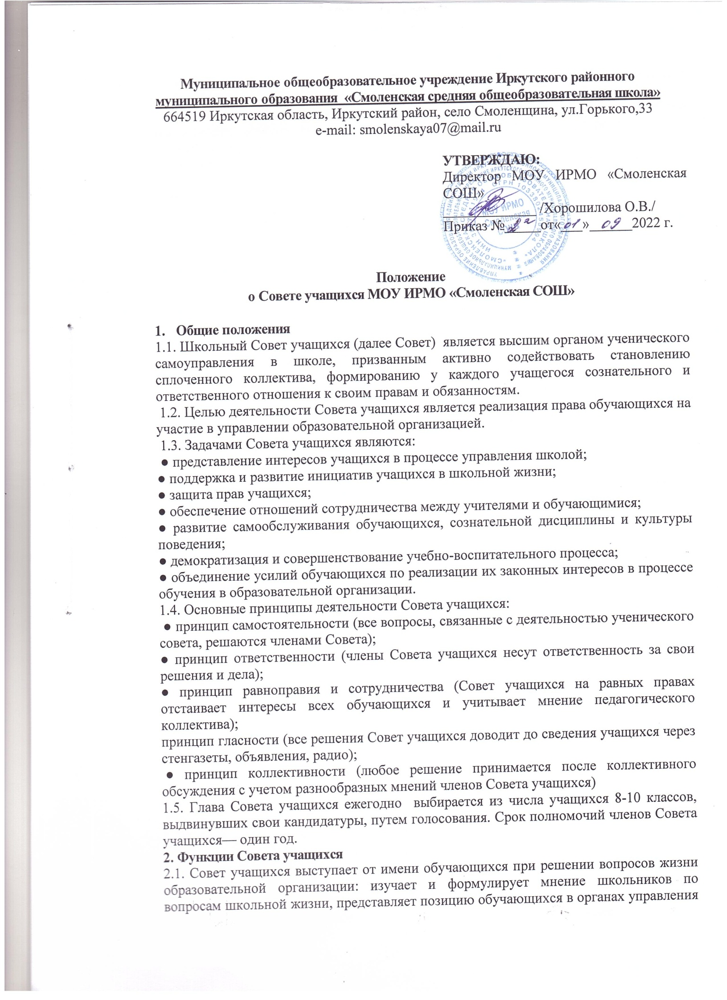 Муниципальное общеобразовательное учреждение Иркутского районного
муниципального образования «Смоленская средняя общеобразовательная школа»
664519 Иркутская область, Иркутский район, село Смоленщина, ул.Горького,33
e-mail: smolenskaya07@mail.ru
УТВЕРЖДАЮ:
Директор МОУ ИРМО «Смоленская
СОШ»
/Хорошилова О.В./
Приказ № от«01» 09 2022 г.
МОУ ИРМО
Смоленская
СОШ
Положение
о Совете учащихся МОУ ИРМО «Смоленская СОШ»
1. Общие положения
1.1. Школьный Совет учащихся (далее Совет) является высшим органом ученического
самоуправления в школе, призванным активно содействовать становлению
сплоченного коллектива, формированию у каждого учащегося сознательного и
ответственного отношения к своим правам и обязанностям.
1.2. Целью деятельности Совета учащихся является реализация права обучающихся на
участие в управлении образовательной организацией.
1.3. Задачами Совета учащихся являются:
● представление интересов учащихся в процессе управления школой;
● поддержка и развитие инициатив учащихся в школьной жизни;
● защита прав учащихся;
● обеспечение отношений сотрудничества между учителями и обучающимися;
● развитие самообслуживания обучающихся, сознательной дисциплины и культуры
поведения;
● демократизация и совершенствование учебно-воспитательного процесса;
● объединение усилий обучающихся по реализации их законных интересов в процессе
обучения в образовательной организации.
1.4. Основные принципы деятельности Совета учащихся:
● принцип самостоятельности (все вопросы, связанные с деятельностью ученического
совета, решаются членами Совета);
● принцип ответственности (члены Совета учащихся несут ответственность за свои
решения и дела);
● принцип равноправия и сотрудничества (Совет учащихся на равных правах
отстаивает интересы всех обучающихся и учитывает мнение педагогического
коллектива);
принцип гласности (все решения Совет учащихся доводит до сведения учащихся через
стенгазеты, объявления, радио);
● принцип коллективности (любое решение принимается после коллективного
обсуждения с учетом разнообразных мнений членов Совета учащихся)
1.5. Глава Совета учащихся ежегодно выбирается из числа учащихся 8-10 классов,
выдвинувших свои кандидатуры, путем голосования. Срок полномочий членов Совета
учащихся— один год.
2. Функции Совета учащихся
2.1. Совет учащихся выступает от имени обучающихся при решении вопросов жизни
образовательной организации: изучает и формулирует мнение школьников по
вопросам школьной жизни, представляет позицию обучающихся в органах управления